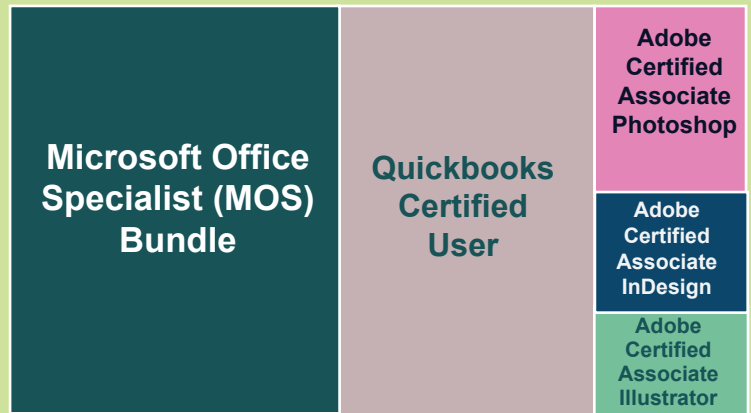 Microsoft Office
Specialist (MOS)
Bundle
Quickbooks
Certified
User
Adobe
Certified
Associate
Photoshop
Adobe
Certified
Associate
InDesign
Adobe
Certified
Associate
Illustrator